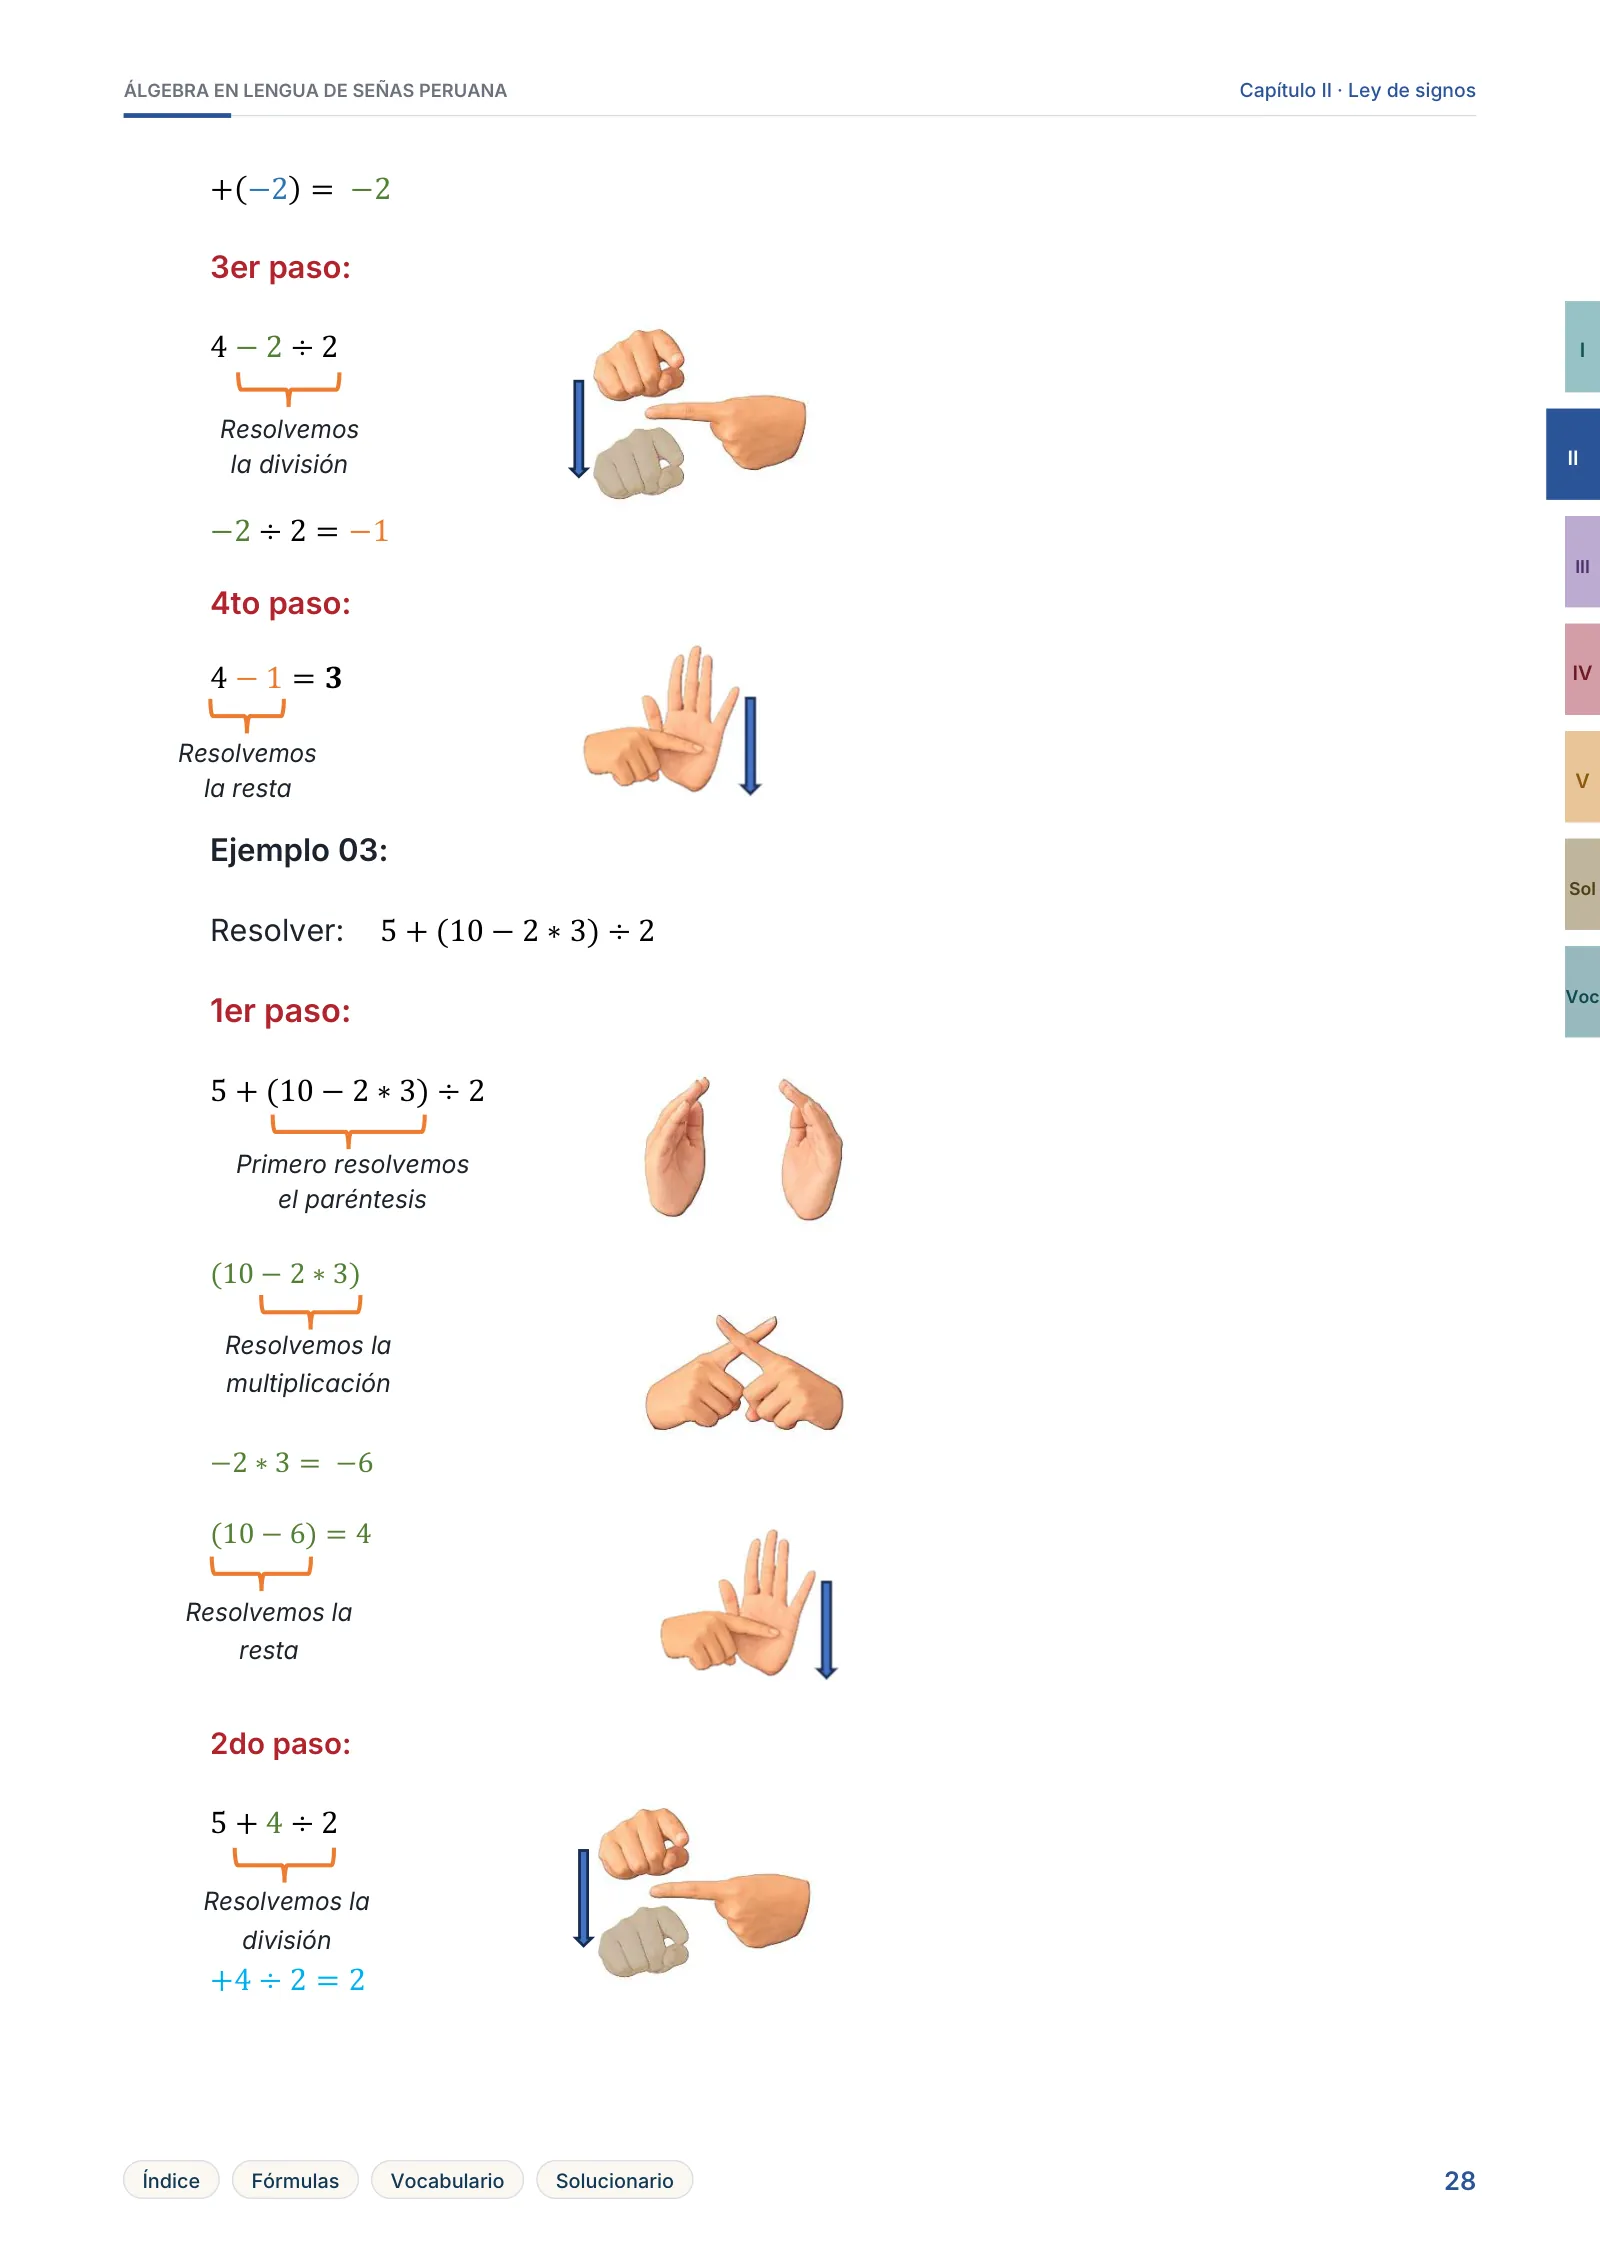 ÁLGEBRA EN LENGUA DE SEÑAS PERUANA
Capítulo II · Ley de signos
+(−2) = −2
3er paso:
4 − 2 ÷ 2
Resolvemos
la división
−2 ÷ 2 = −1
4to paso:
4 − 1 = 3
Resolvemos
la resta
Ejemplo 03:
Resolver: 5 + (10 − 2 ∗ 3) ÷ 2
1er paso:
5 + (10 − 2 ∗ 3) ÷ 2
Primero resolvemos
el paréntesis
(10 − 2 ∗ 3)
Resolvemos la
multiplicación
−2 ∗ 3 = −6
(10 − 6) = 4
Resolvemos la
resta
2do paso:
5 + 4 ÷ 2
Resolvemos la
división
+4 ÷ 2 = 2
I
II
III
IV
V
Sol
Voc
Índice
Fórmulas
Vocabulario
Solucionario
28